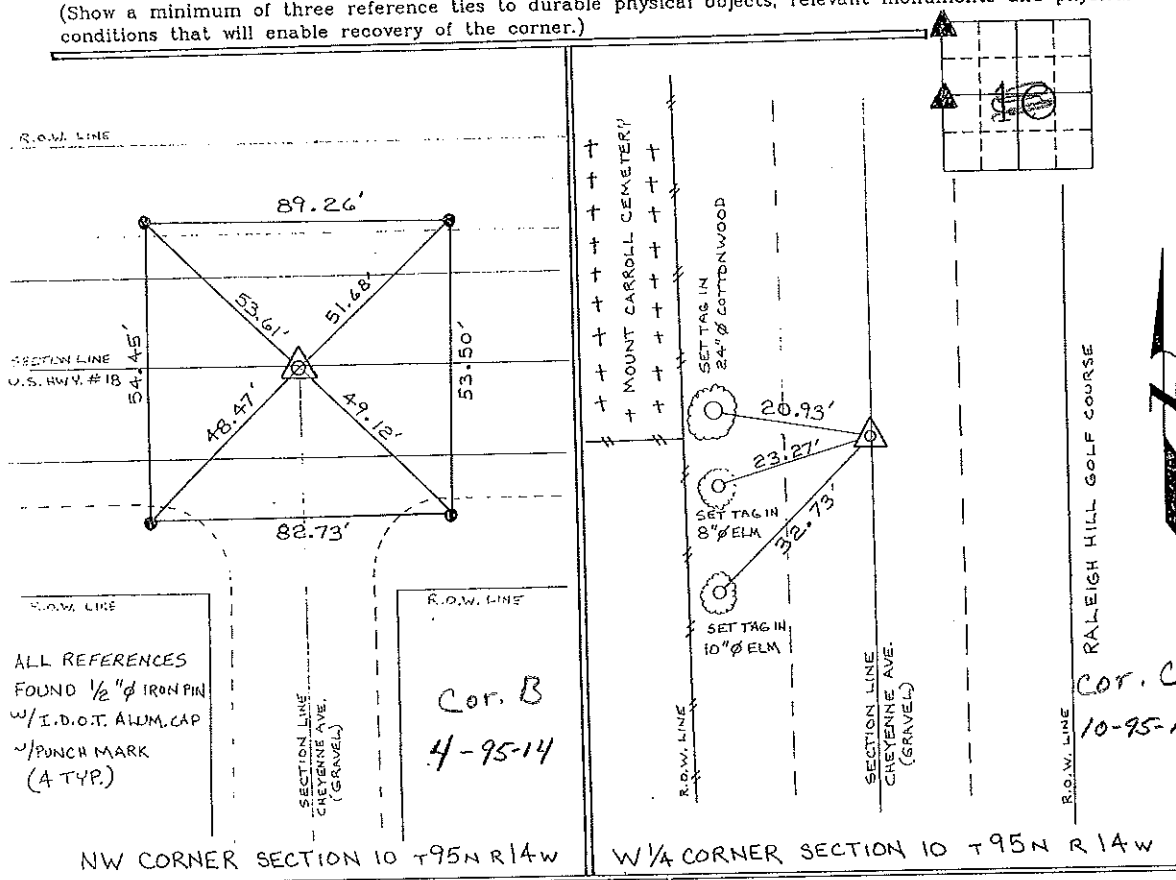 (Show a minimum of three reference ties to durable physical objects, relevant monuments and
conditions that will enable recovery of the corner.)
R.O.W. LINE
89.26'
53.61'
51.68'
54.45'
53.50'
SECTION LINE
U.S. HWY. #18
48.47'
49.12'
82.73'
R.O.W. LINE
R.O.W. LINE
ALL REFERENCES
FOUND 1/2"ø IRON PIN
W/I.D.O.T. ALUM. CAP
W/PUNCH MARK
(4 TYP.)
SECTION LINE
CHEYENNE AVE.
(GRAVEL)
Cor. B
4-95-14
NW CORNER SECTION 10 T95N R14W
MOUNT CARROLL CEMETERY
SET TAG IN
24"ø COTTONWOOD
20.93'
23.27'
SET TAG IN
8"ø ELM
32.73'
SET TAG IN
10"ø ELM
R.O.W. LINE
SECTION LINE
CHEYENNE AVE.
(GRAVEL)
R.O.W. LINE
RALEIGH HILL GOLF COURSE
Cor. C
10-95-
W 1/4 CORNER SECTION 10 T95N R14W